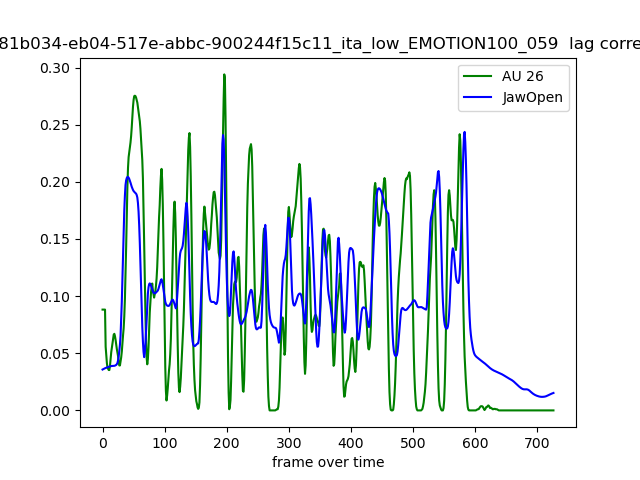 81b034-eb04-517e-abbc-900244f15c11_ita_low_EMOTION100_059  lag corre
AU 26
JawOpen
0.30
0.25
0.20
0.15
0.10
0.05
0.00
0 100 200 300 400 500 600 700
frame over time